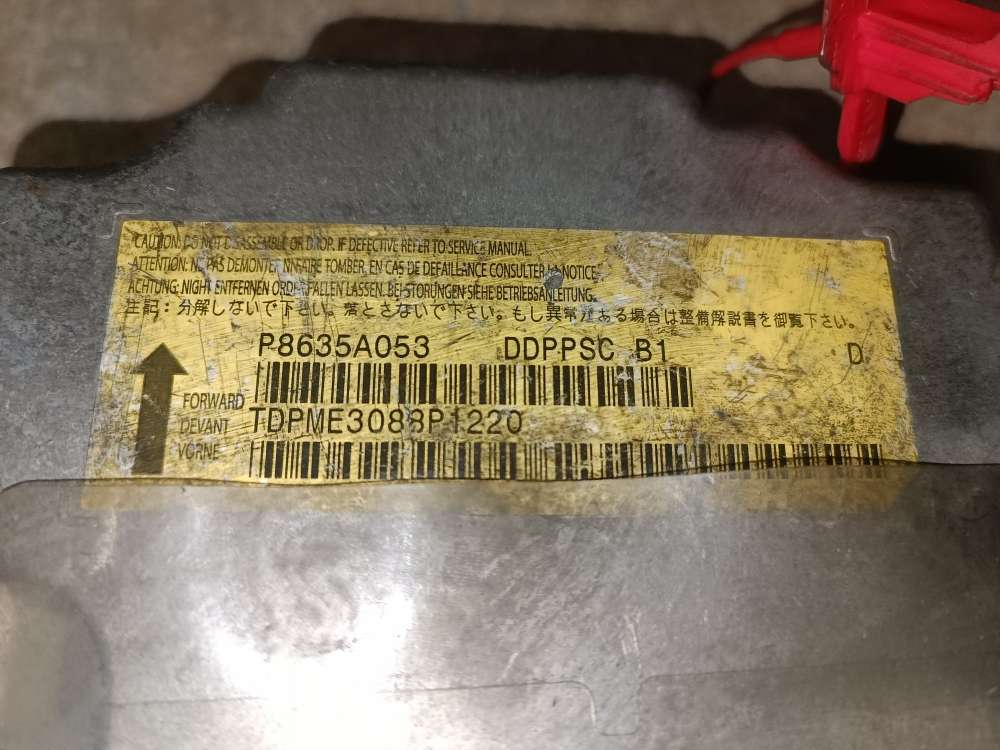 CAUTION: DO NOT DISASSEMBLE OR DROP. IF DEFECTIVE REFER TO SERVICE MANUAL.
ATTENTION: NE PAS DEMONTER NI FAIRE TOMBER. EN CAS DE DEFAILLANCE CONSULTER LA NOTICE.
ACHTUNG: NIGHT ENTFERNEN ODER FALLEN LASSEN. BEI STORUNGEN SIEHE BETRIEBSANLEITUNG.
注記：分解しないで下さい。落とさないで下さい。もし異常がある場合は整備解説書を御覧下さい。
P8635A053 DDPPSC B1 D
FORWARD
DEVANT
VORNE
TDPME3083P1220